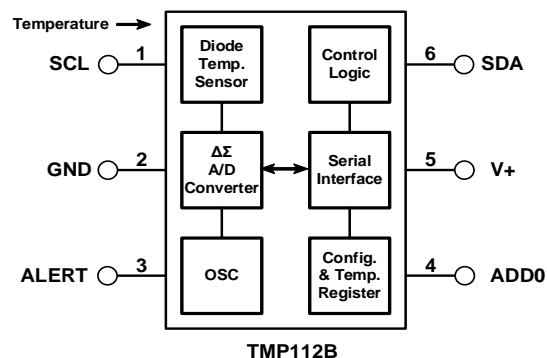 Temperature
SCL
1
Diode
Temp.
Sensor
Control
Logic
6
SDA
GND
2
ΔΣ
A/D
Converter
Serial
Interface
5
V+
ALERT
3
OSC
Config.
& Temp.
Register
4
ADD0
TMP112B